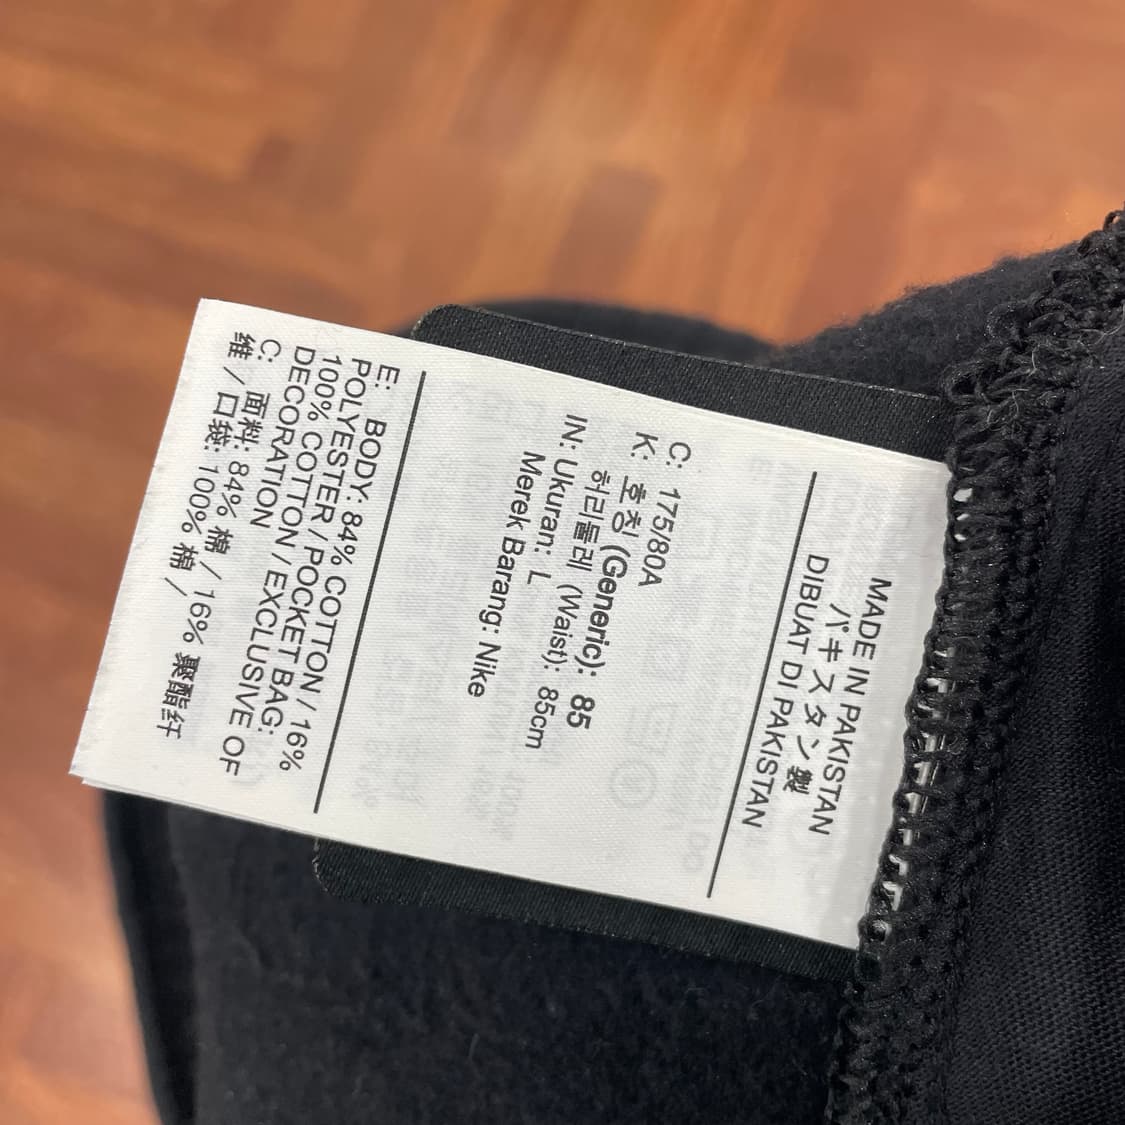 MADE IN PAKISTAN
パキスタン製
DIBUAT DI PAKISTAN
C: 175/80A
K: 호칭 (Generic): 85
허리둘레 (Waist): 85cm
IN: Ukuran: L
Merek Barang: Nike
E: BODY: 84% COTTON / 16%
POLYESTER / POCKET BAG:
100% COTTON / EXCLUSIVE OF
DECORATION
C: 面料: 84% 棉 / 16% 聚酯纤
维 / 口袋: 100% 棉 /